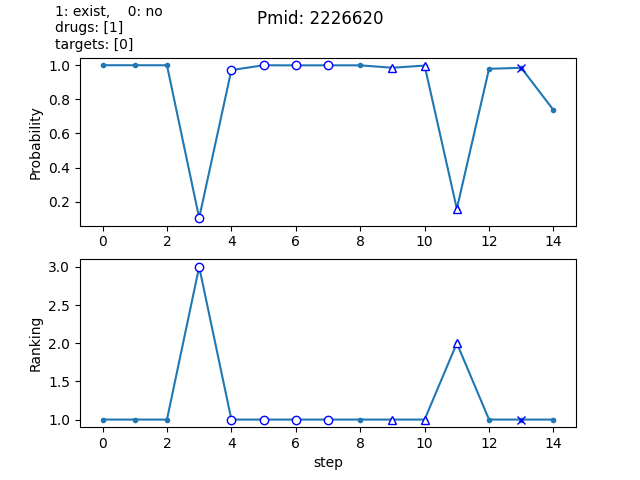 1: exist,    0: no
drugs: [1]
targets: [0]
Pmid: 2226620
Probability
1.0
0.8
0.6
0.4
0.2
0 2 4 6 8 10 12 14
Ranking
3.0
2.5
2.0
1.5
1.0
0 2 4 6 8 10 12 14
step